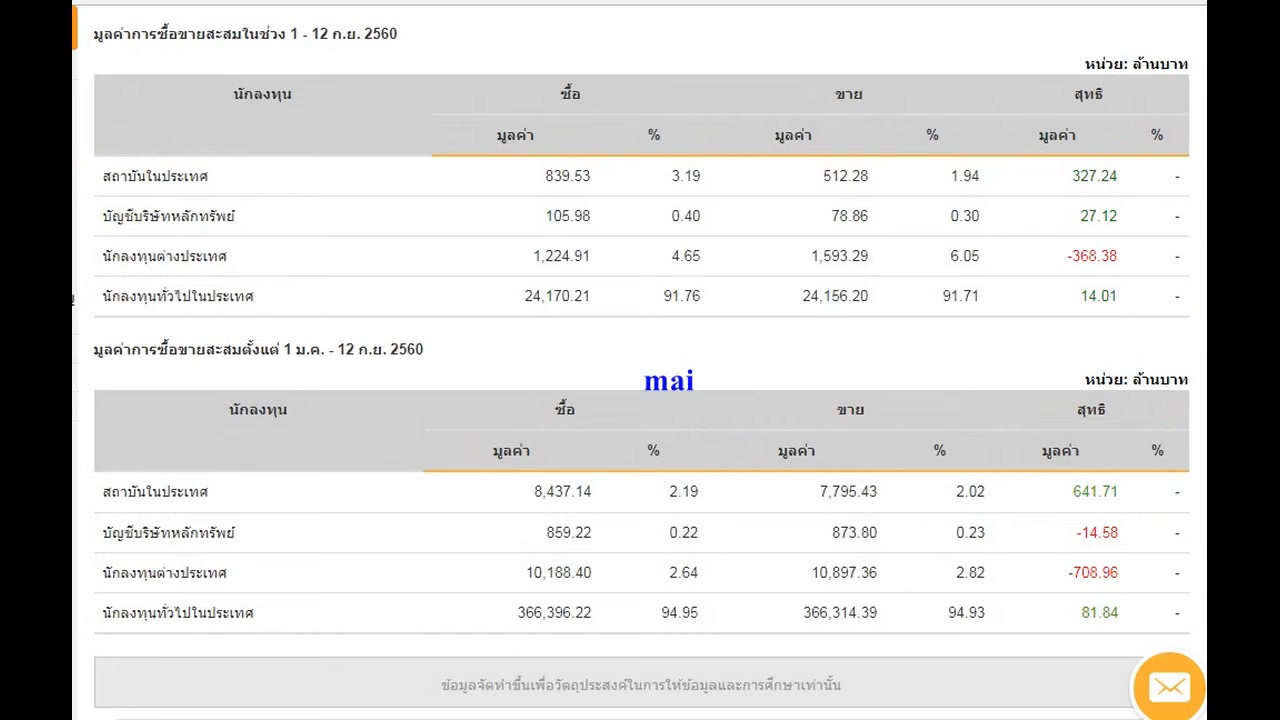 มูลค่าการซื้อขายสะสมในช่วง 1 - 12 ก.ย. 2560
หน่วย: ล้านบาท
นักลงทุน ซื้อ ขาย สุทธิ
มูลค่า % มูลค่า % มูลค่า %
สถาบันในประเทศ 839.53 3.19 512.28 1.94 327.24 -
บัญชีบริษัทหลักทรัพย์ 105.98 0.40 78.86 0.30 27.12 -
นักลงทุนต่างประเทศ 1,224.91 4.65 1,593.29 6.05 -368.38 -
นักลงทุนทั่วไปในประเทศ 24,170.21 91.76 24,156.20 91.71 14.01 -
มูลค่าการซื้อขายสะสมตั้งแต่ 1 ม.ค. - 12 ก.ย. 2560
mai
หน่วย: ล้านบาท
นักลงทุน ซื้อ ขาย สุทธิ
มูลค่า % มูลค่า % มูลค่า %
สถาบันในประเทศ 8,437.14 2.19 7,795.43 2.02 641.71 -
บัญชีบริษัทหลักทรัพย์ 859.22 0.22 873.80 0.23 -14.58 -
นักลงทุนต่างประเทศ 10,188.40 2.64 10,897.36 2.82 -708.96 -
นักลงทุนทั่วไปในประเทศ 366,396.22 94.95 366,314.39 94.93 81.84 -
ข้อมูลจัดทำขึ้นเพื่อวัตถุประสงค์ในการให้ข้อมูลและการศึกษาเท่านั้น